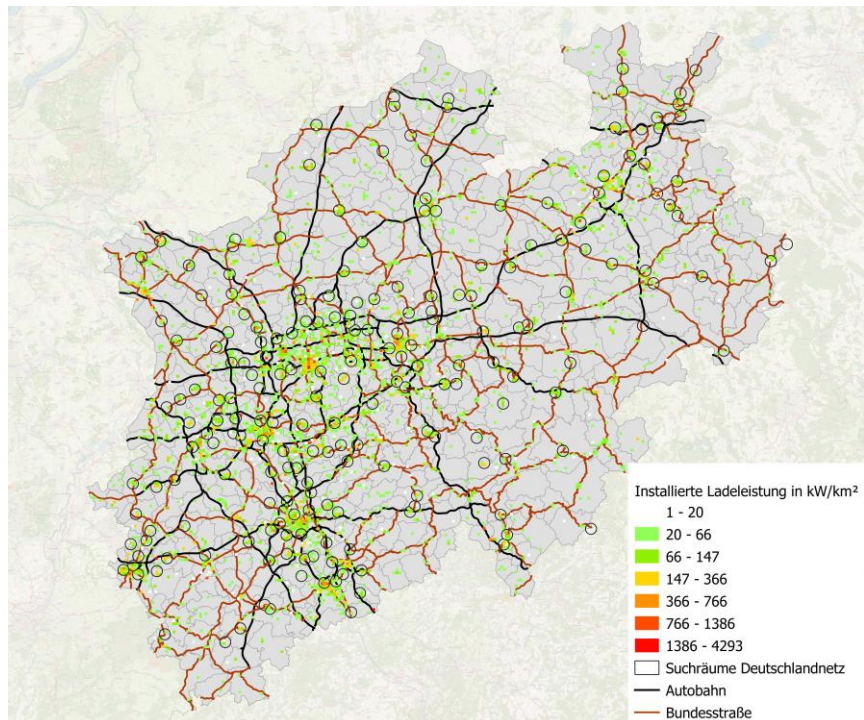 Installierte Ladeleistung in kW/km²
1 - 20
20 - 66
66 - 147
147 - 366
366 - 766
766 - 1386
1386 - 4293
Suchräume Deutschlandnetz
Autobahn
Bundesstraße